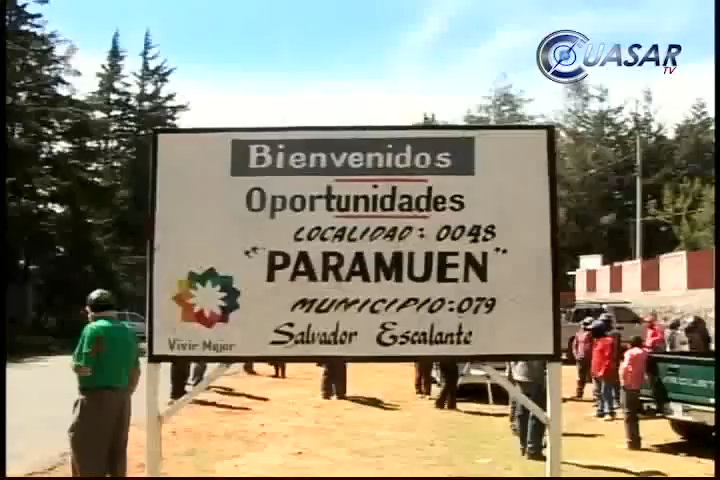 QUASAR
TV
Bienvenidos
Oportunidades
LOCALIDAD: 0048
"PARAMUEN"
MUNICIPIO:079
Salvador Escalante
Vivir Mejor